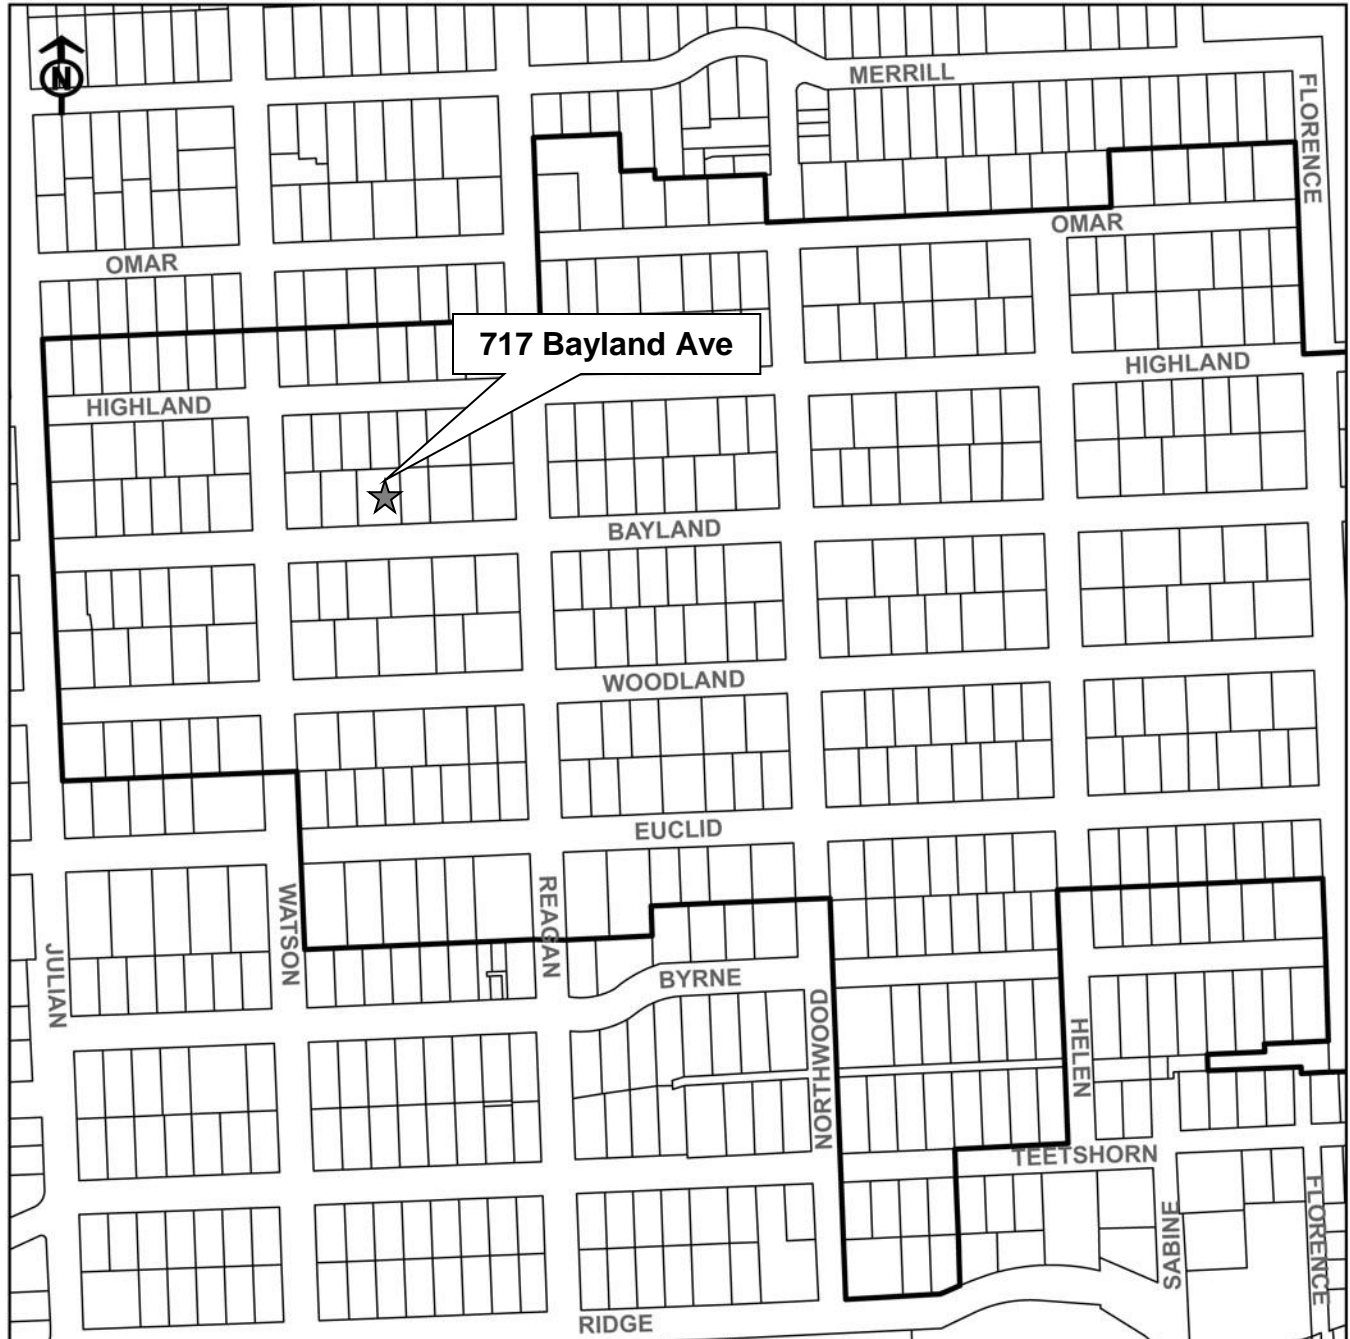 N
MERRILL
FLORENCE
OMAR
OMAR
717 Bayland Ave
HIGHLAND
HIGHLAND
BAYLAND
WOODLAND
EUCLID
WATSON
REAGAN
JULIAN
BYRNE
NORTHWOOD
HELEN
TEETSHORN
SABINE
FLORENCE
RIDGE